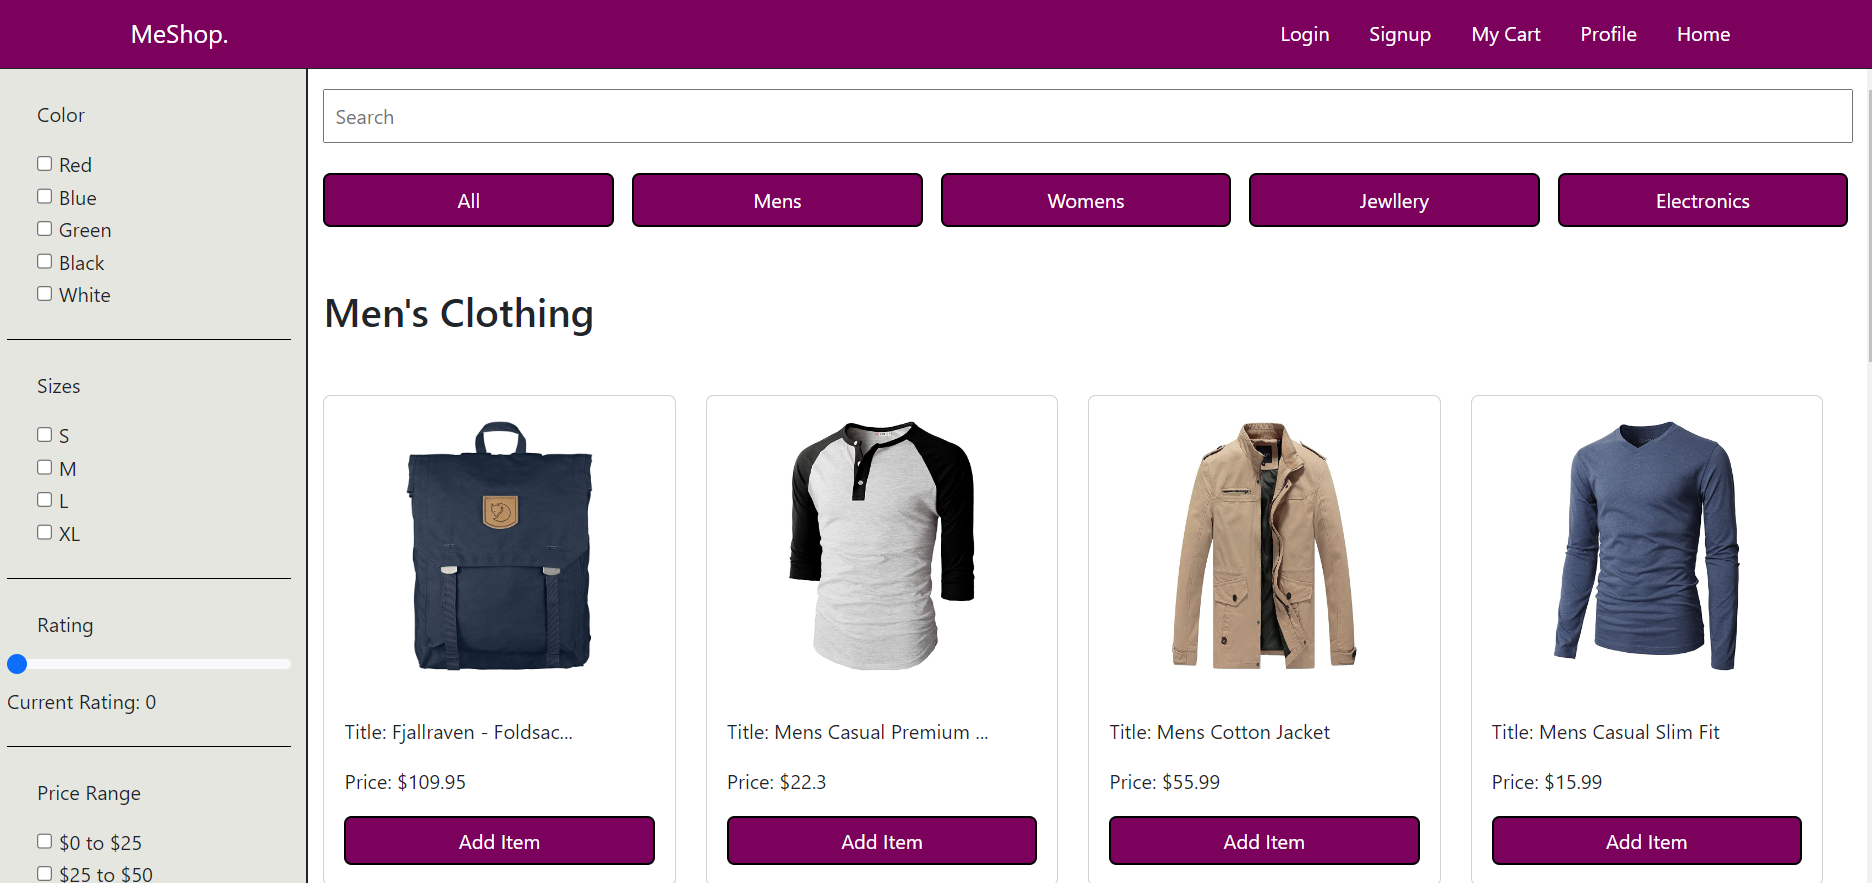 MeShop.
Login Signup My Cart Profile Home
Color
Red
Blue
Green
Black
White
Sizes
S
M
L
XL
Rating
Current Rating: 0
Price Range
$0 to $25
$25 to $50
Search
All Mens Womens Jewllery Electronics
Men's Clothing
Title: Fjallraven - Foldsac...
Price: $109.95
Add Item
Title: Mens Casual Premium ...
Price: $22.3
Add Item
Title: Mens Cotton Jacket
Price: $55.99
Add Item
Title: Mens Casual Slim Fit
Price: $15.99
Add Item